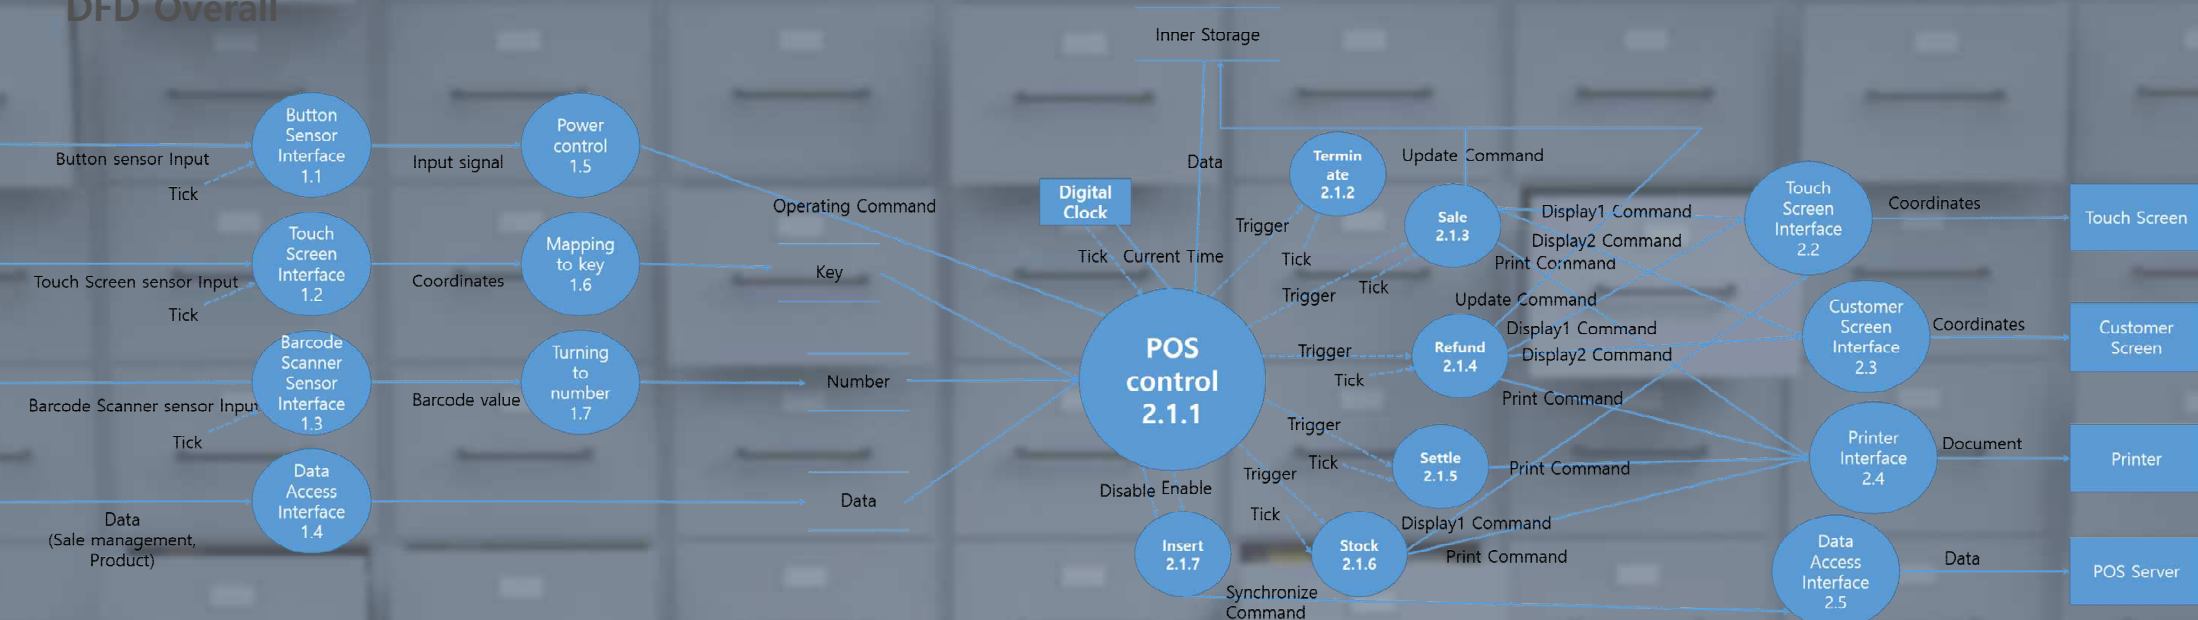 DFD Overall
Inner Storage
Button
Sensor
Interface
1.1
Power
control
1.5
Button sensor Input
Input signal
Tick
Data
Termin
ate
2.1.2
Update Command
Digital
Clock
Operating Command
Touch
Screen
Interface
1.2
Mapping
to key
1.6
Key
Touch Screen sensor Input
Coordinates
Tick
Tick
Current Time
Trigger
Tick
Sale
2.1.3
Display1 Command
Display2 Command
Print Command
Touch
Screen
Interface
2.2
Coordinates
Touch Screen
Trigger
Tick
Update Command
Display1 Command
Display2 Command
Customer
Screen
Interface
2.3
Coordinates
Customer
Screen
Barcode
Scanner
Sensor
Interface
1.3
Turning
to
number
1.7
Number
Barcode Scanner sensor Input
Barcode value
Tick
POS
control
2.1.1
Trigger
Tick
Refund
2.1.4
Print Command
Data
Access
Interface
1.4
Data
Data
(Sale management,
Product)
Trigger
Tick
Settle
2.1.5
Print Command
Printer
Interface
2.4
Document
Printer
Disable
Enable
Trigger
Tick
Insert
2.1.7
Stock
2.1.6
Display1 Command
Print Command
Synchronize
Command
Data
Access
Interface
2.5
Data
POS Server